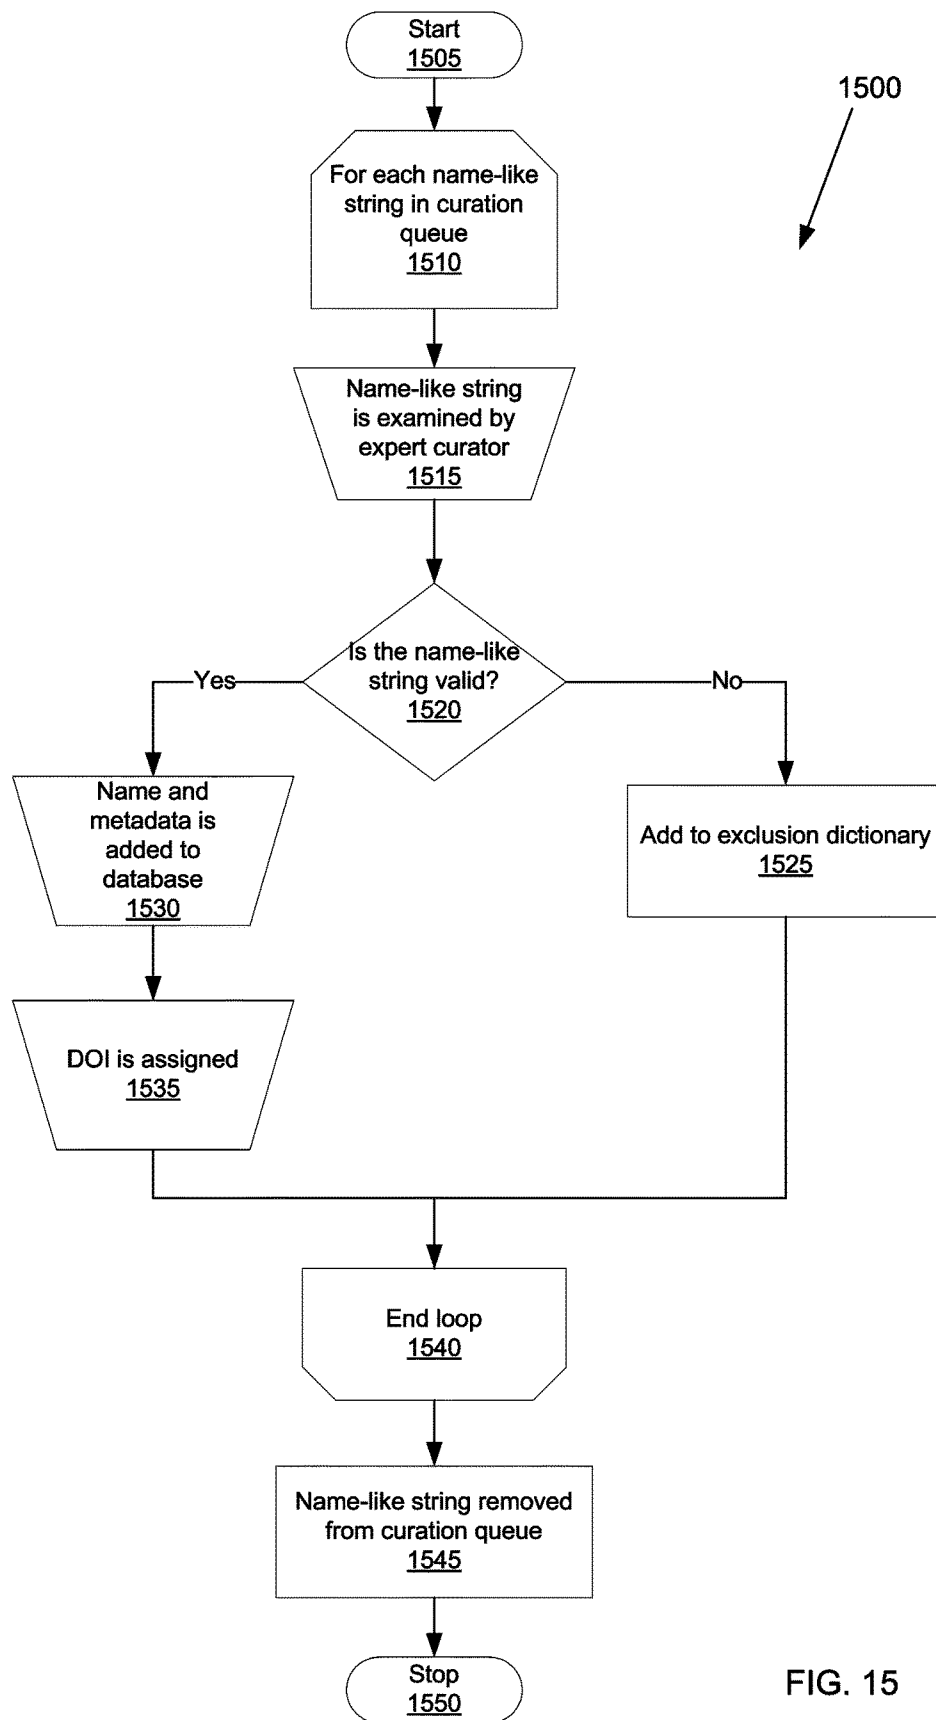 Start
1505
1500
For each name-like
string in curation
queue
1510
Name-like string
is examined by
expert curator
1515
Is the name-like
string valid?
1520
Yes
No
Name and
metadata is
added to
database
1530
Add to exclusion dictionary
1525
DOI is assigned
1535
End loop
1540
Name-like string removed
from curation queue
1545
Stop
1550
FIG. 15